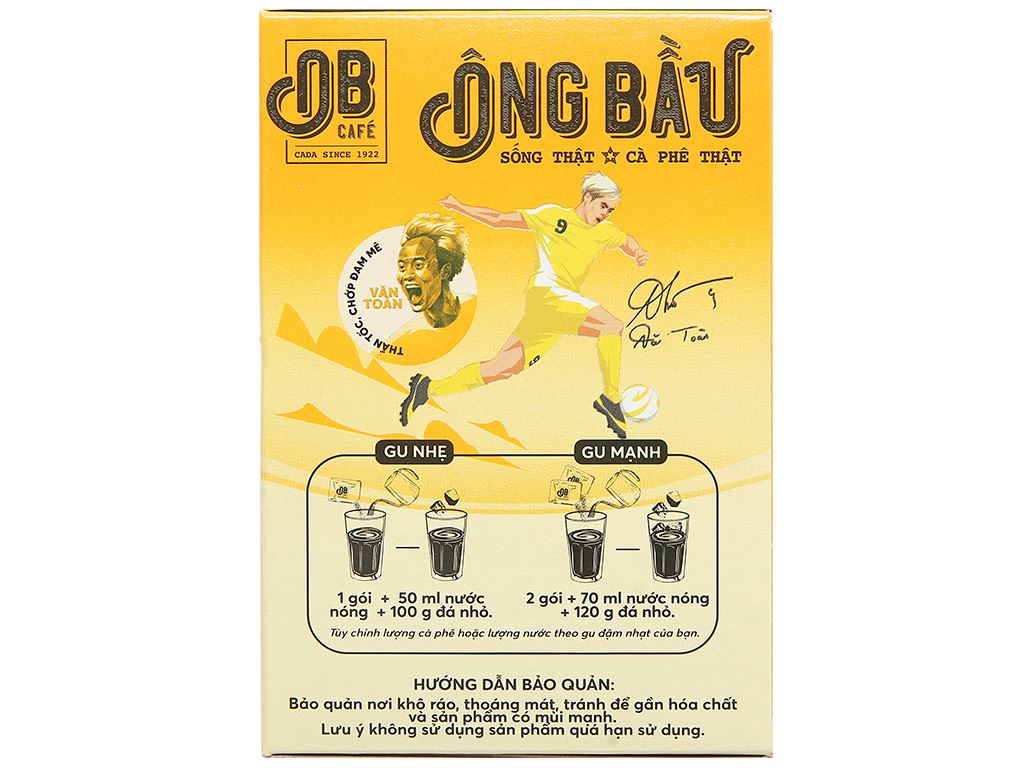 OB
CAFÉ
CADA SINCE 1922
ÔNG BẦU
SỐNG THẬT CÀ PHÊ THẬT
9
THẦN TỐC, CHỚP ĐAM MÊ
VĂN
TOÀN
GU NHẸ
GU MẠNH
OB
OB
1 gói + 50 ml nước
nóng + 100 g đá nhỏ.
2 gói + 70 ml nước nóng
+ 120 g đá nhỏ.
Tùy chỉnh lượng cà phê hoặc lượng nước theo gu đậm nhạt của bạn.
HƯỚNG DẪN BẢO QUẢN:
Bảo quản nơi khô ráo, thoáng mát, tránh để gần hóa chất
và sản phẩm có mùi mạnh.
Lưu ý không sử dụng sản phẩm quá hạn sử dụng.